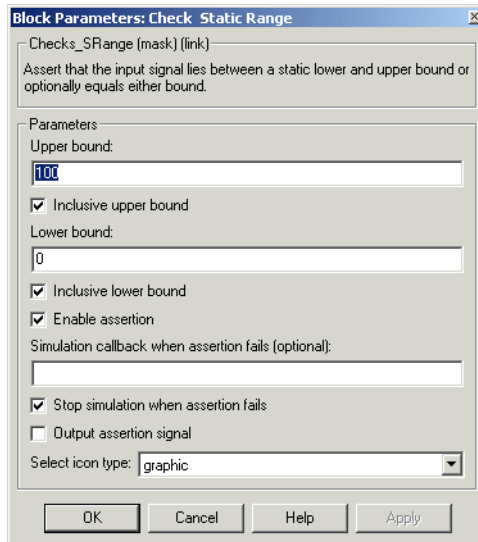 Block Parameters: Check Static Range
Checks_SRange (mask) (link)
Assert that the input signal lies between a static lower and upper bound or
optionally equals either bound.
Parameters
Upper bound:
100
Inclusive upper bound
Lower bound:
0
Inclusive lower bound
Enable assertion
Simulation callback when assertion fails (optional):
Stop simulation when assertion fails
Output assertion signal
Select icon type: graphic
OK Cancel Help Apply